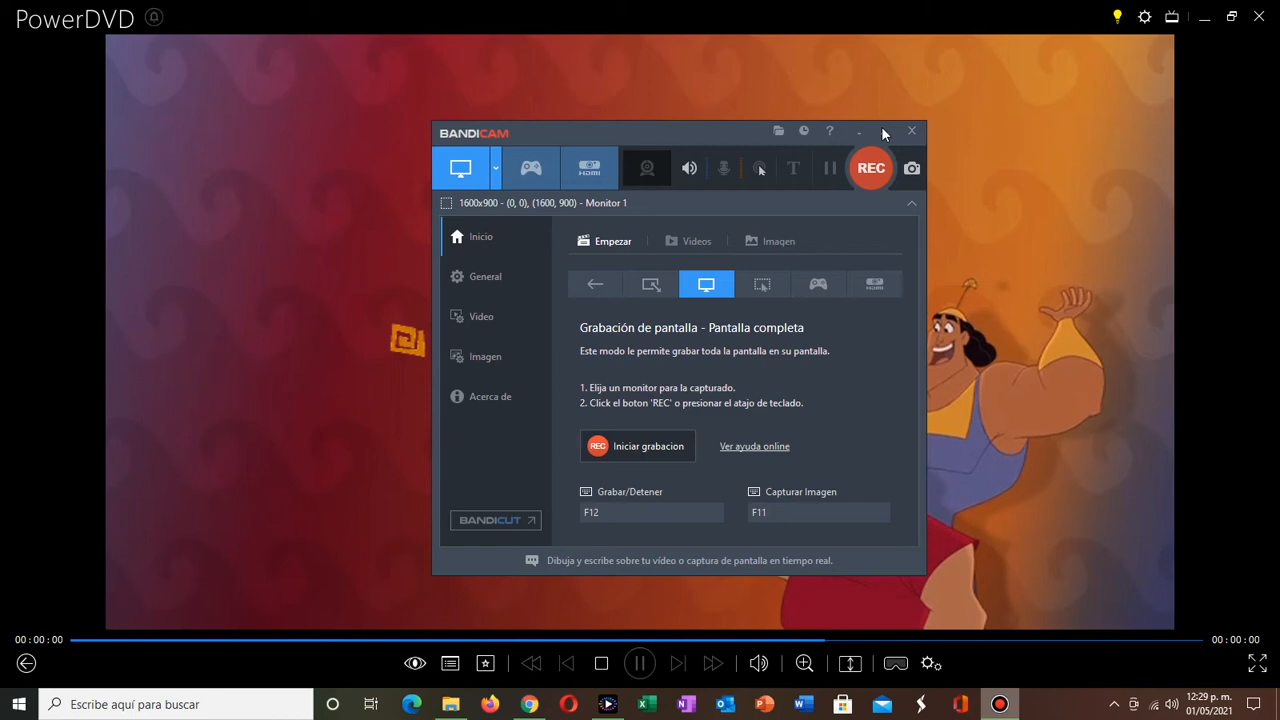 PowerDVD
BANDICAM
HDMI
T
REC
1600x900 - (0, 0), (1600, 900) - Monitor 1
Inicio
General
Video
Imagen
Acerca de
BANDICUT
Empezar
Videos
Imagen
HDMI
Grabación de pantalla - Pantalla completa
Este modo le permite grabar toda la pantalla en su pantalla.
1. Elija un monitor para la capturado.
2. Click el boton 'REC' o presionar el atajo de teclado.
REC Iniciar grabacion
Ver ayuda online
Grabar/Detener
F12
Capturar Imagen
F11
Dibuja y escribe sobre tu vídeo o captura de pantalla en tiempo real.
00:00:00
00:00:00
Escribe aquí para buscar
12:29 p. m.
01/05/2021